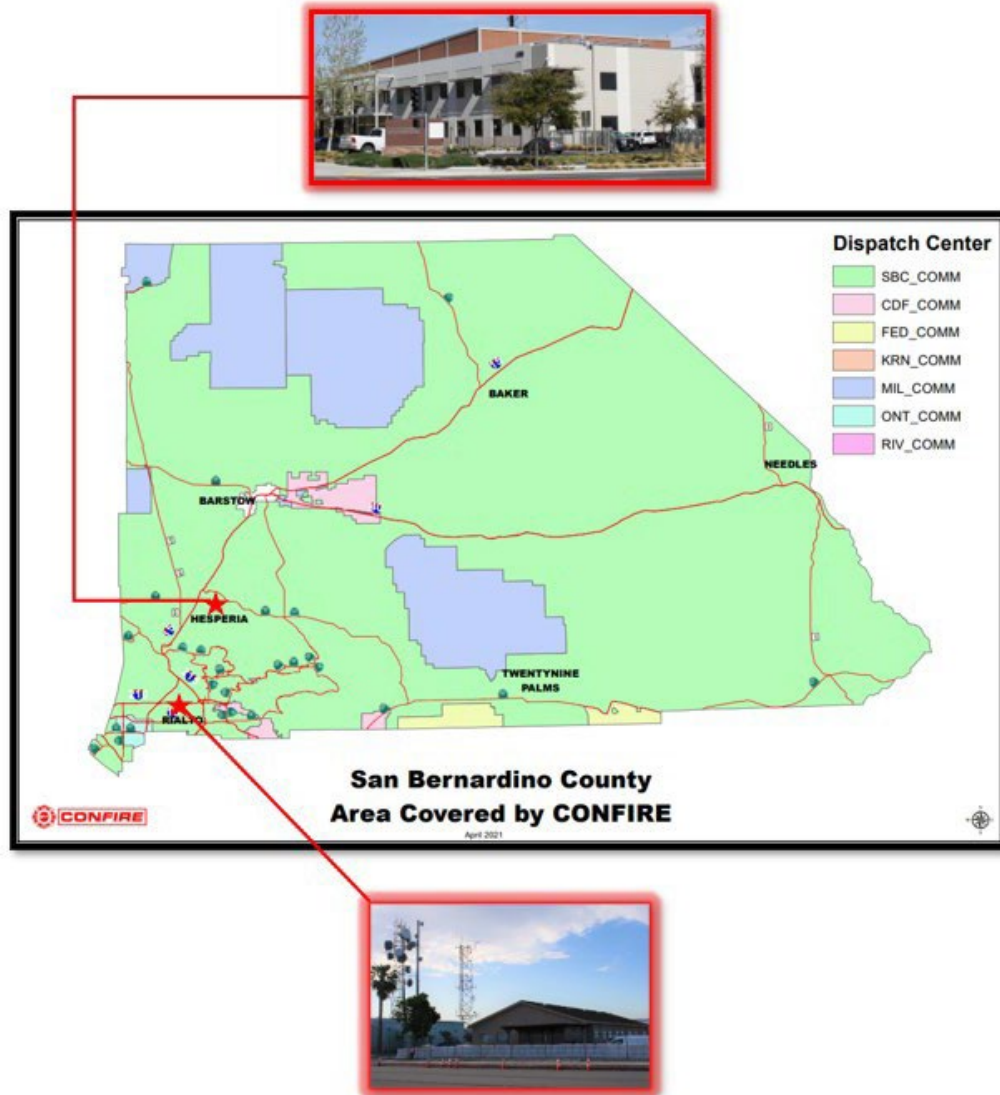 Dispatch Center
SBC_COMM
CDF_COMM
FED_COMM
KRN_COMM
MIL_COMM
ONT_COMM
RIV_COMM
BAKER
NEEDLES
BARSTOW
HESPERIA
TWENTYNINE
PALMS
RIALTO
San Bernardino County
Area Covered by CONFIRE
April 2021
CONFIRE